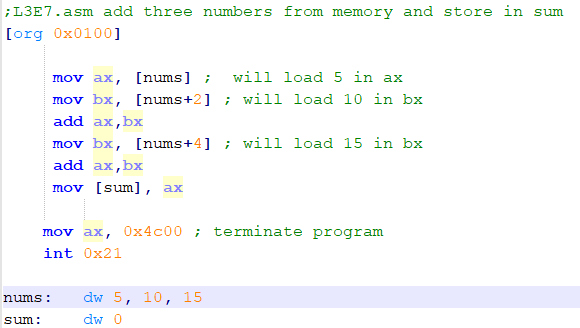 ;L3E7.asm add three numbers from memory and store in sum
[org 0x0100]
mov ax, [nums] ;  will load 5 in ax
mov bx, [nums+2] ; will load 10 in bx
add ax,bx
mov bx, [nums+4] ; will load 15 in bx
add ax,bx
mov [sum], ax
mov ax, 0x4c00 ; terminate program
int 0x21
nums:   dw 5, 10, 15
sum:    dw 0